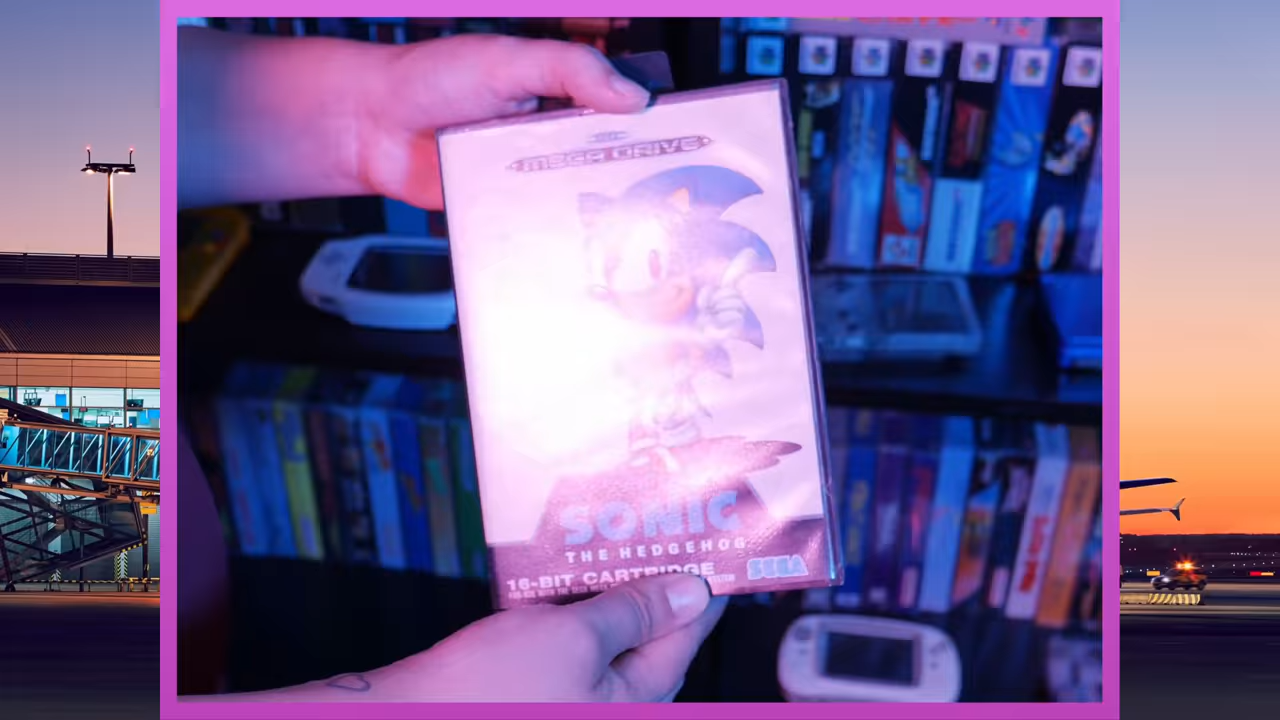 MEGA DRIVE
SONIC
THE HEDGEHOG
16-BIT CARTRIDGE
SEGA